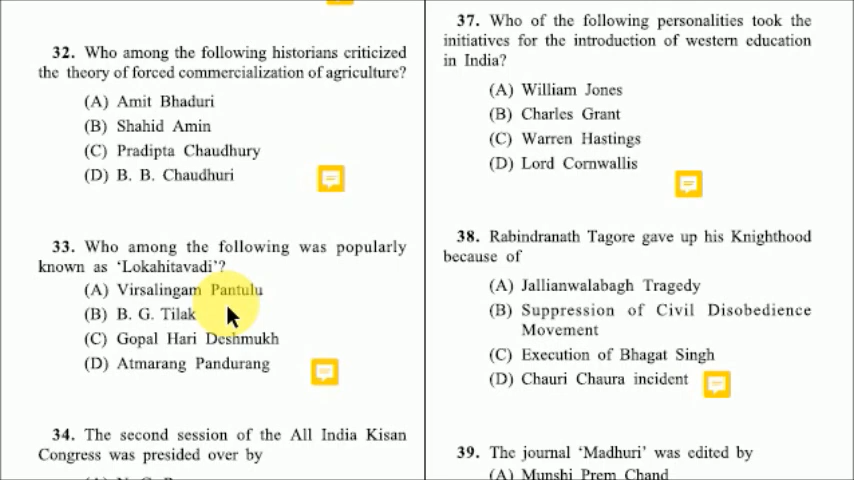 32. Who among the following historians criticized
the theory of forced commercialization of agriculture?
(A) Amit Bhaduri
(B) Shahid Amin
(C) Pradipta Chaudhury
(D) B. B. Chaudhuri
33. Who among the following was popularly
known as ‘Lokahitavadi’?
(A) Virsalingam Pantulu
(B) B. G. Tilak
(C) Gopal Hari Deshmukh
(D) Atmarang Pandurang
34. The second session of the All India Kisan
Congress was presided over by
37. Who of the following personalities took the
initiatives for the introduction of western education
in India?
(A) William Jones
(B) Charles Grant
(C) Warren Hastings
(D) Lord Cornwallis
38. Rabindranath Tagore gave up his Knighthood
because of
(A) Jallianwalabagh Tragedy
(B) Suppression of Civil Disobedience
Movement
(C) Execution of Bhagat Singh
(D) Chauri Chaura incident
39. The journal ‘Madhuri’ was edited by
(A) Munshi Prem Chand